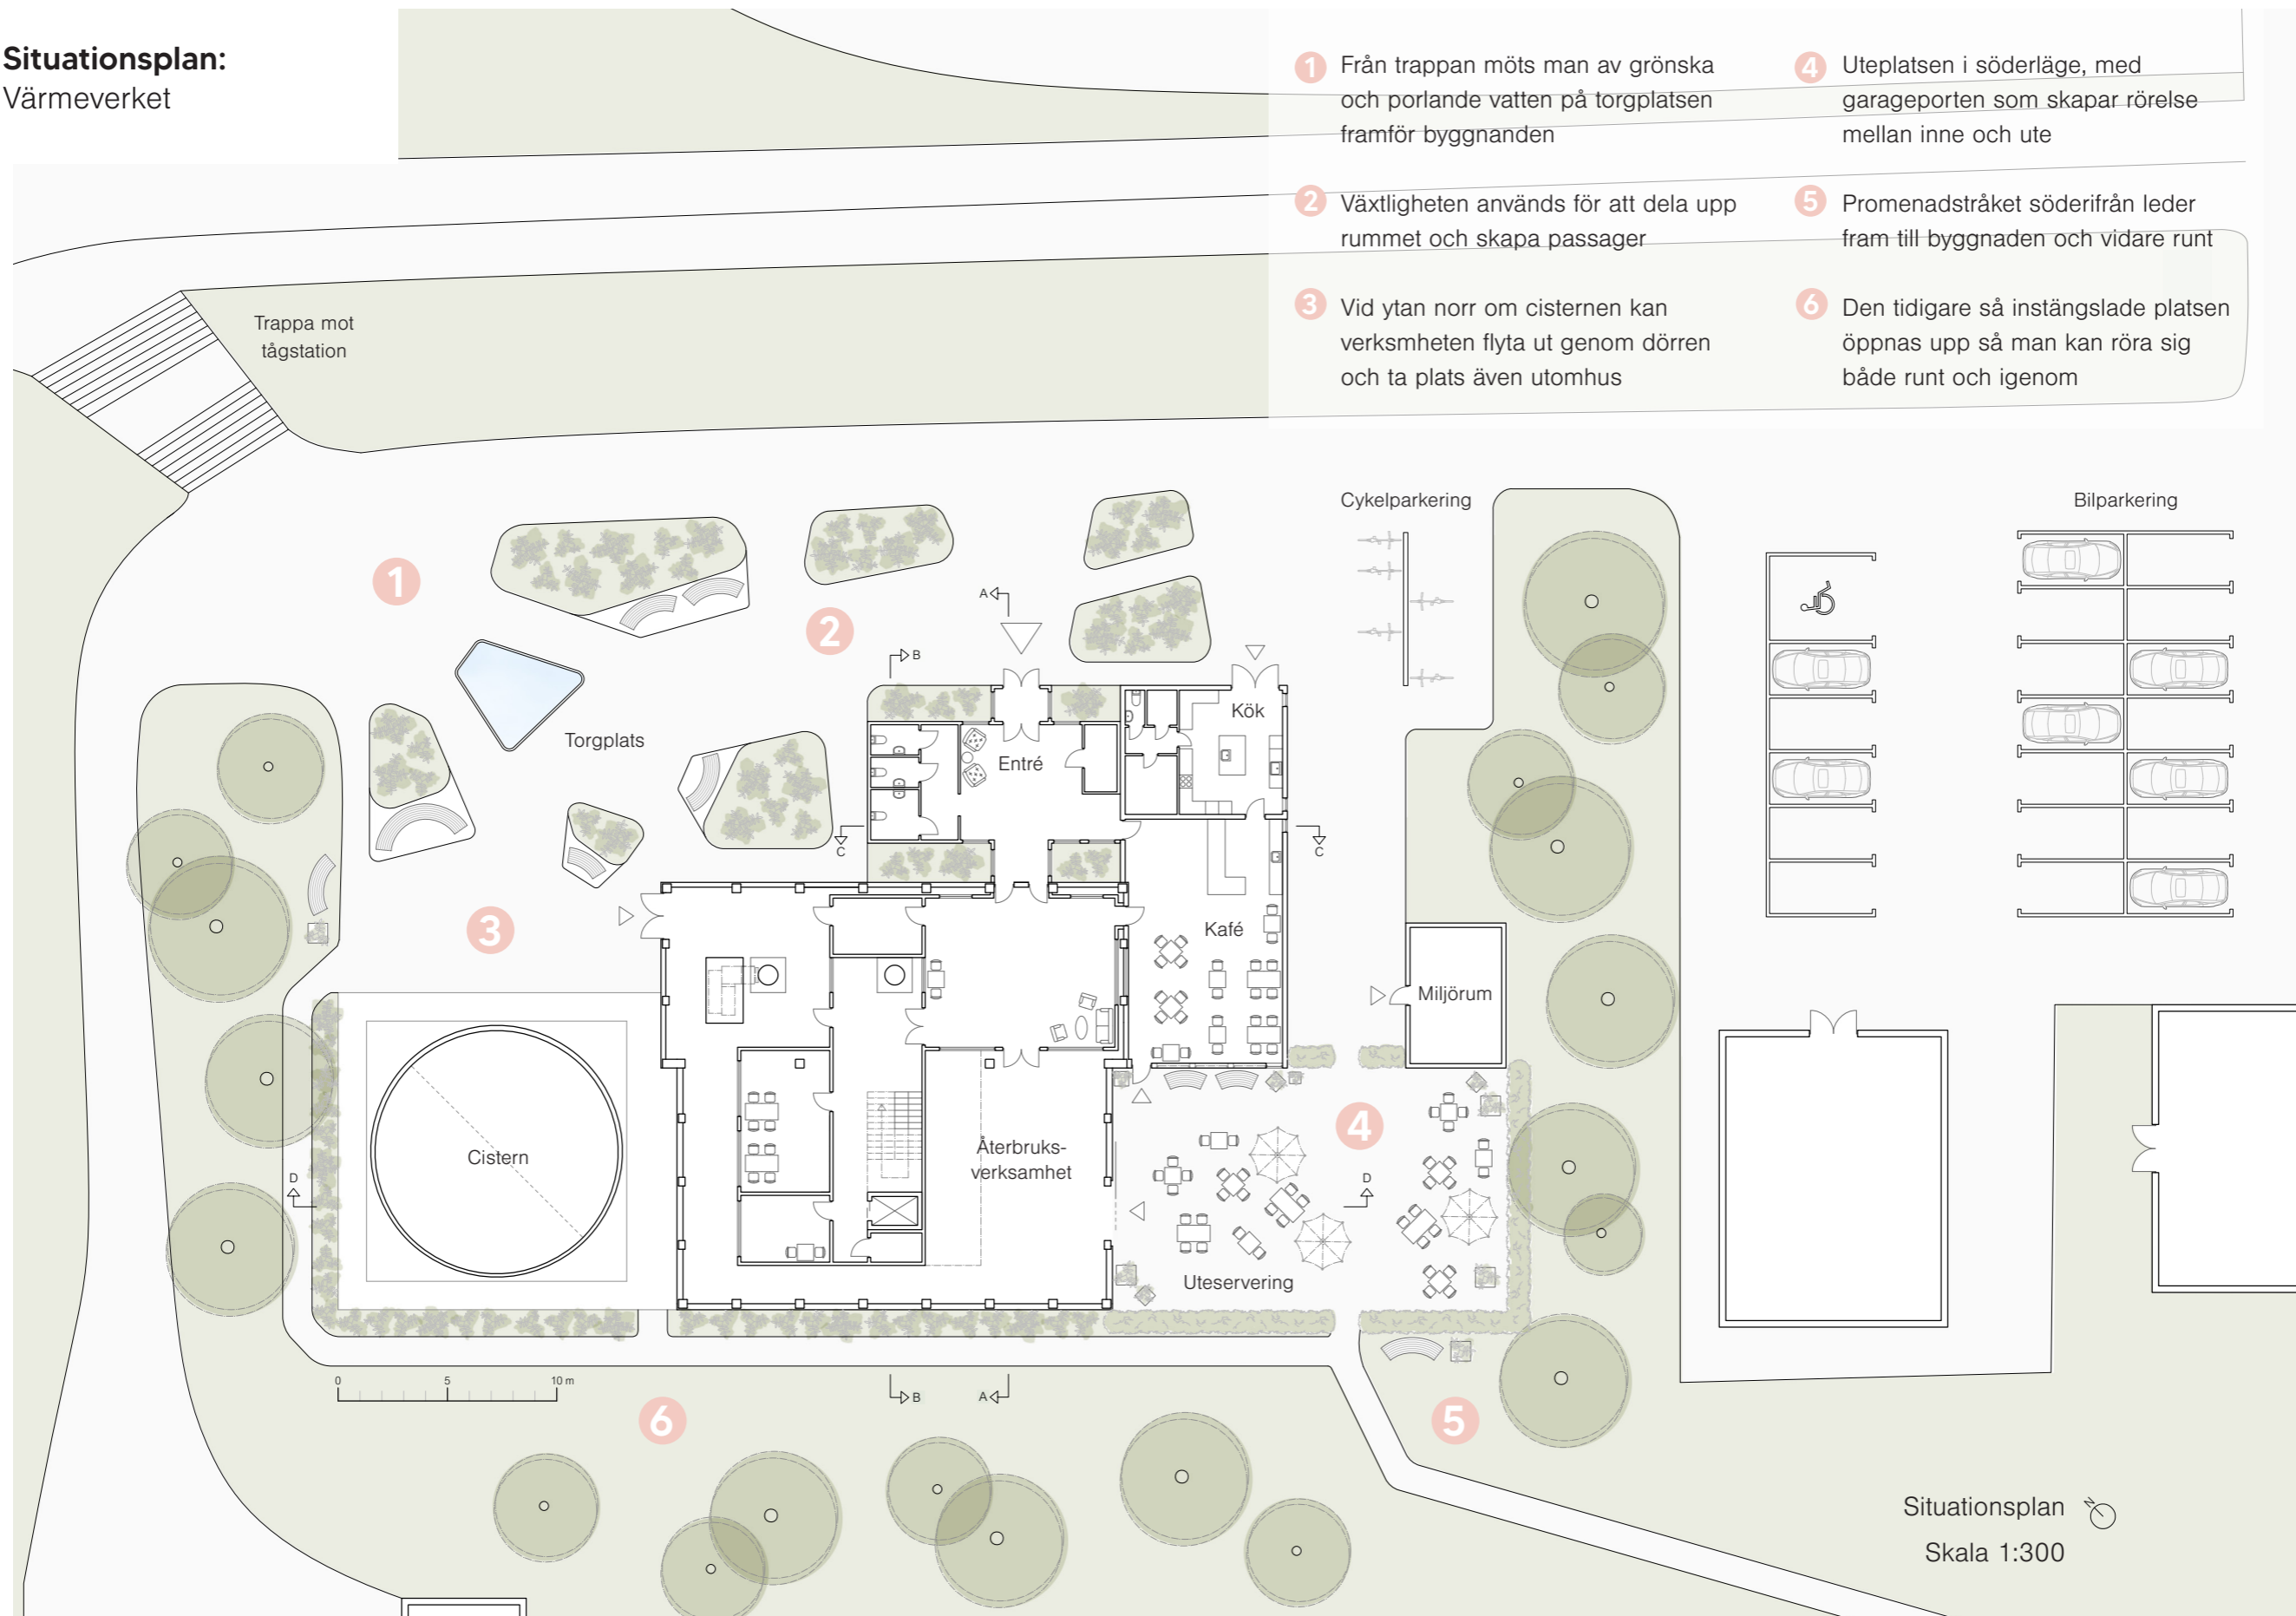 Situationsplan:
Värmeverket
1 Från trappan möts man av grönska
och porlande vatten på torgplatsen
framför byggnanden
2 Växtligheten används för att dela upp
rummet och skapa passager
3 Vid ytan norr om cisternen kan
verksmheten flyta ut genom dörren
och ta plats även utomhus
4 Uteplatsen i söderläge, med
garageporten som skapar rörelse
mellan inne och ute
5 Promenadstråket söderifrån leder
fram till byggnaden och vidare runt
6 Den tidigare så instängslade platsen
öppnas upp så man kan röra sig
både runt och igenom
Trappa mot
tågstation
Cykelparkering
Bilparkering
1
2
A
B
Kök
Torgplats
Entré
C
C
3
Kafé
Miljörum
4
Cistern
Återbruks-
verksamhet
D
D
Uteservering
0 5 10 m
B
A
6
5
N
Situationsplan
Skala 1:300